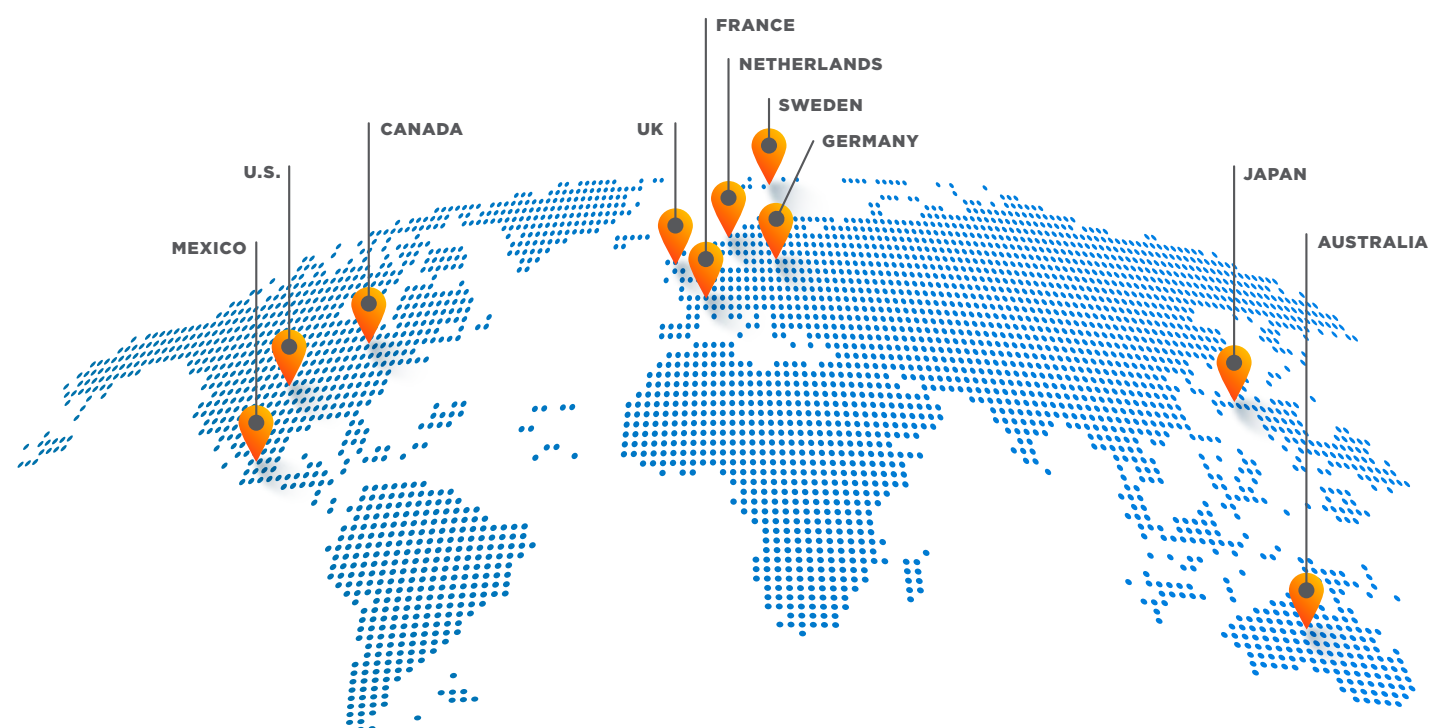 FRANCE
NETHERLANDS
SWEDEN
CANADA
UK
GERMANY
U.S.
JAPAN
MEXICO
AUSTRALIA